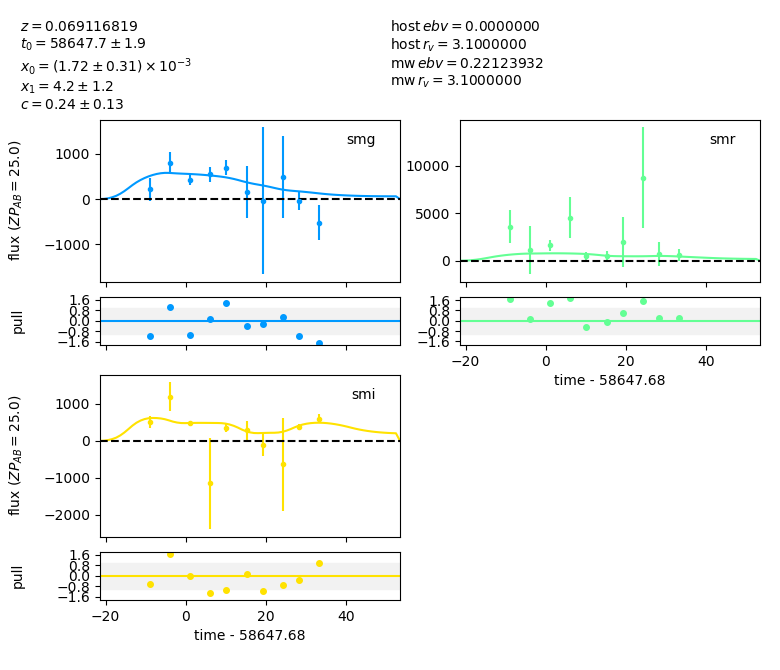 z = 0.069116819
t₀ = 58647.7 ± 1.9
x₀ = (1.72 ± 0.31) × 10⁻³
x₁ = 4.2 ± 1.2
c = 0.24 ± 0.13
host ebv = 0.0000000
host r_v = 3.1000000
mw ebv = 0.22123932
mw r_v = 3.1000000
smg
flux (ZP_AB = 25.0)
1000
0
−1000
pull
1.6
0.8
0.0
−0.8
−1.6
smr
10000
5000
0
1.6
0.8
0.0
−0.8
−1.6
−20 0 20 40
time - 58647.68
smi
flux (ZP_AB = 25.0)
1000
0
−1000
−2000
pull
1.6
0.8
0.0
−0.8
−1.6
−20 0 20 40
time - 58647.68